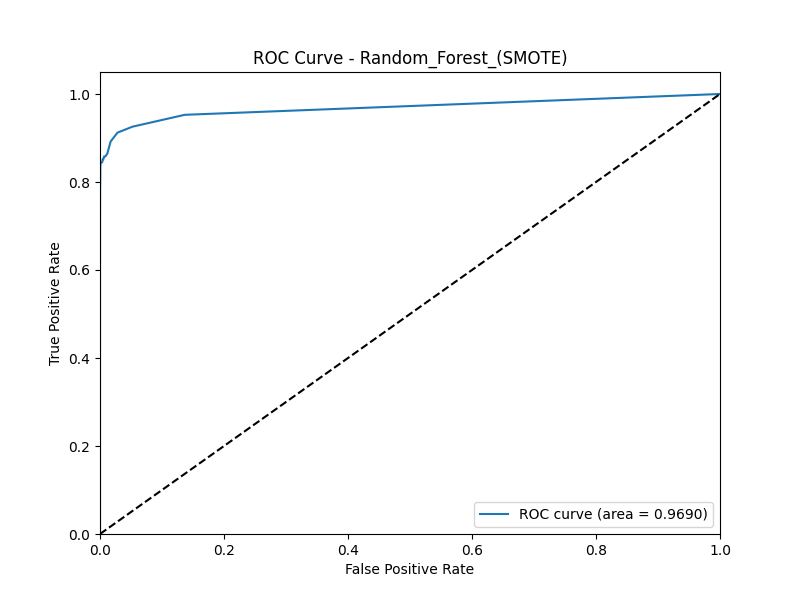 ROC Curve - Random_Forest_(SMOTE)
True Positive Rate
1.0
0.8
0.6
0.4
0.2
0.0
ROC curve (area = 0.9690)
0.0 0.2 0.4 0.6 0.8 1.0
False Positive Rate